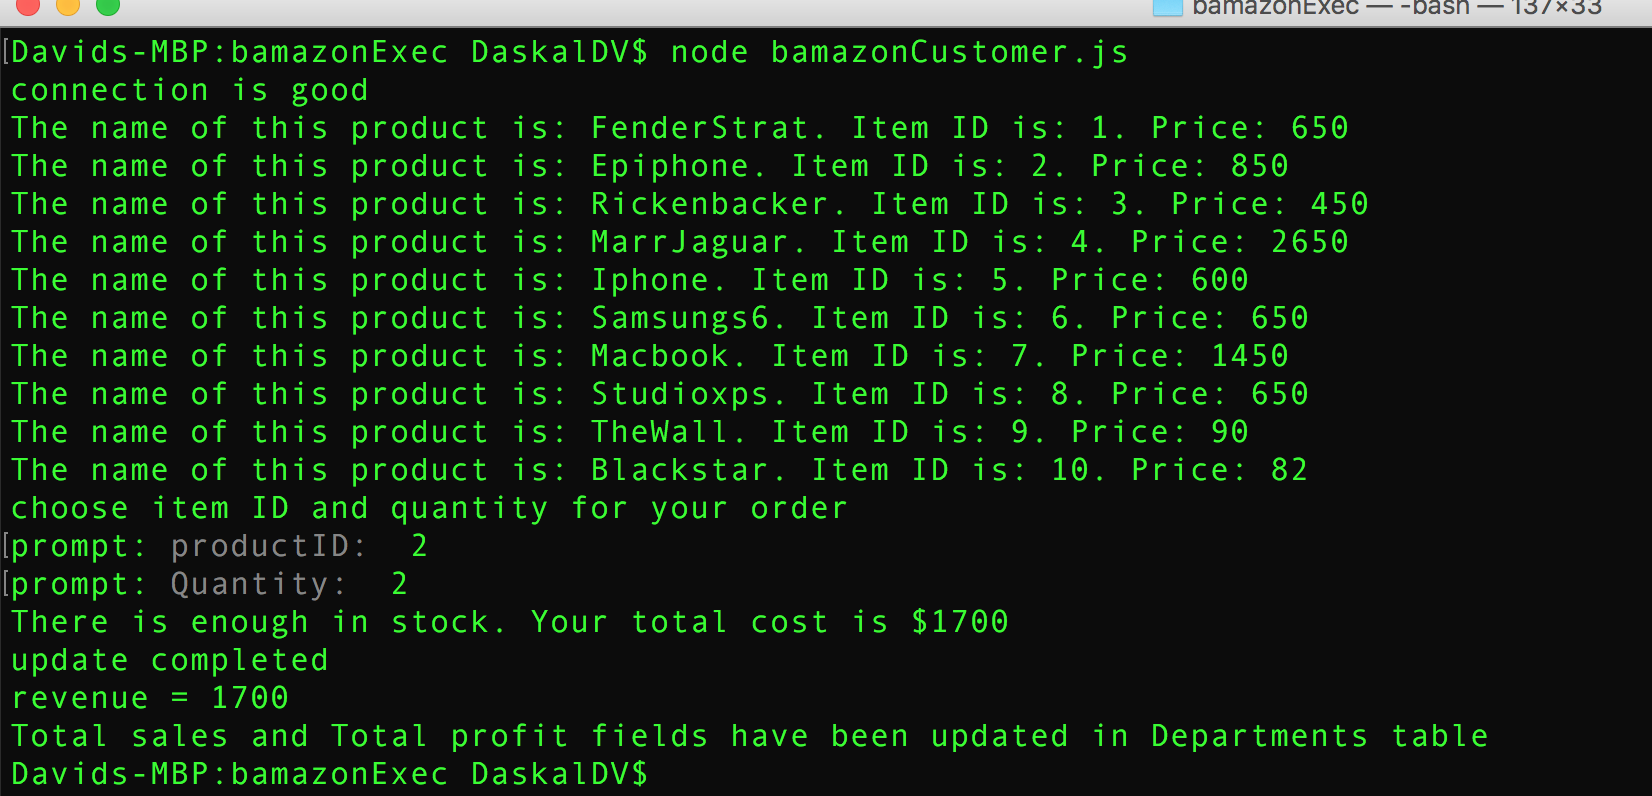 bamazonExec — -bash — 137×33
[Davids-MBP:bamazonExec DaskalDV$ node bamazonCustomer.js
connection is good
The name of this product is: FenderStrat. Item ID is: 1. Price: 650
The name of this product is: Epiphone. Item ID is: 2. Price: 850
The name of this product is: Rickenbacker. Item ID is: 3. Price: 450
The name of this product is: MarrJaguar. Item ID is: 4. Price: 2650
The name of this product is: Iphone. Item ID is: 5. Price: 600
The name of this product is: Samsungs6. Item ID is: 6. Price: 650
The name of this product is: Macbook. Item ID is: 7. Price: 1450
The name of this product is: Studioxps. Item ID is: 8. Price: 650
The name of this product is: TheWall. Item ID is: 9. Price: 90
The name of this product is: Blackstar. Item ID is: 10. Price: 82
choose item ID and quantity for your order
[prompt: productID:  2
[prompt: Quantity:  2
There is enough in stock. Your total cost is $1700
update completed
revenue = 1700
Total sales and Total profit fields have been updated in Departments table
Davids-MBP:bamazonExec DaskalDV$